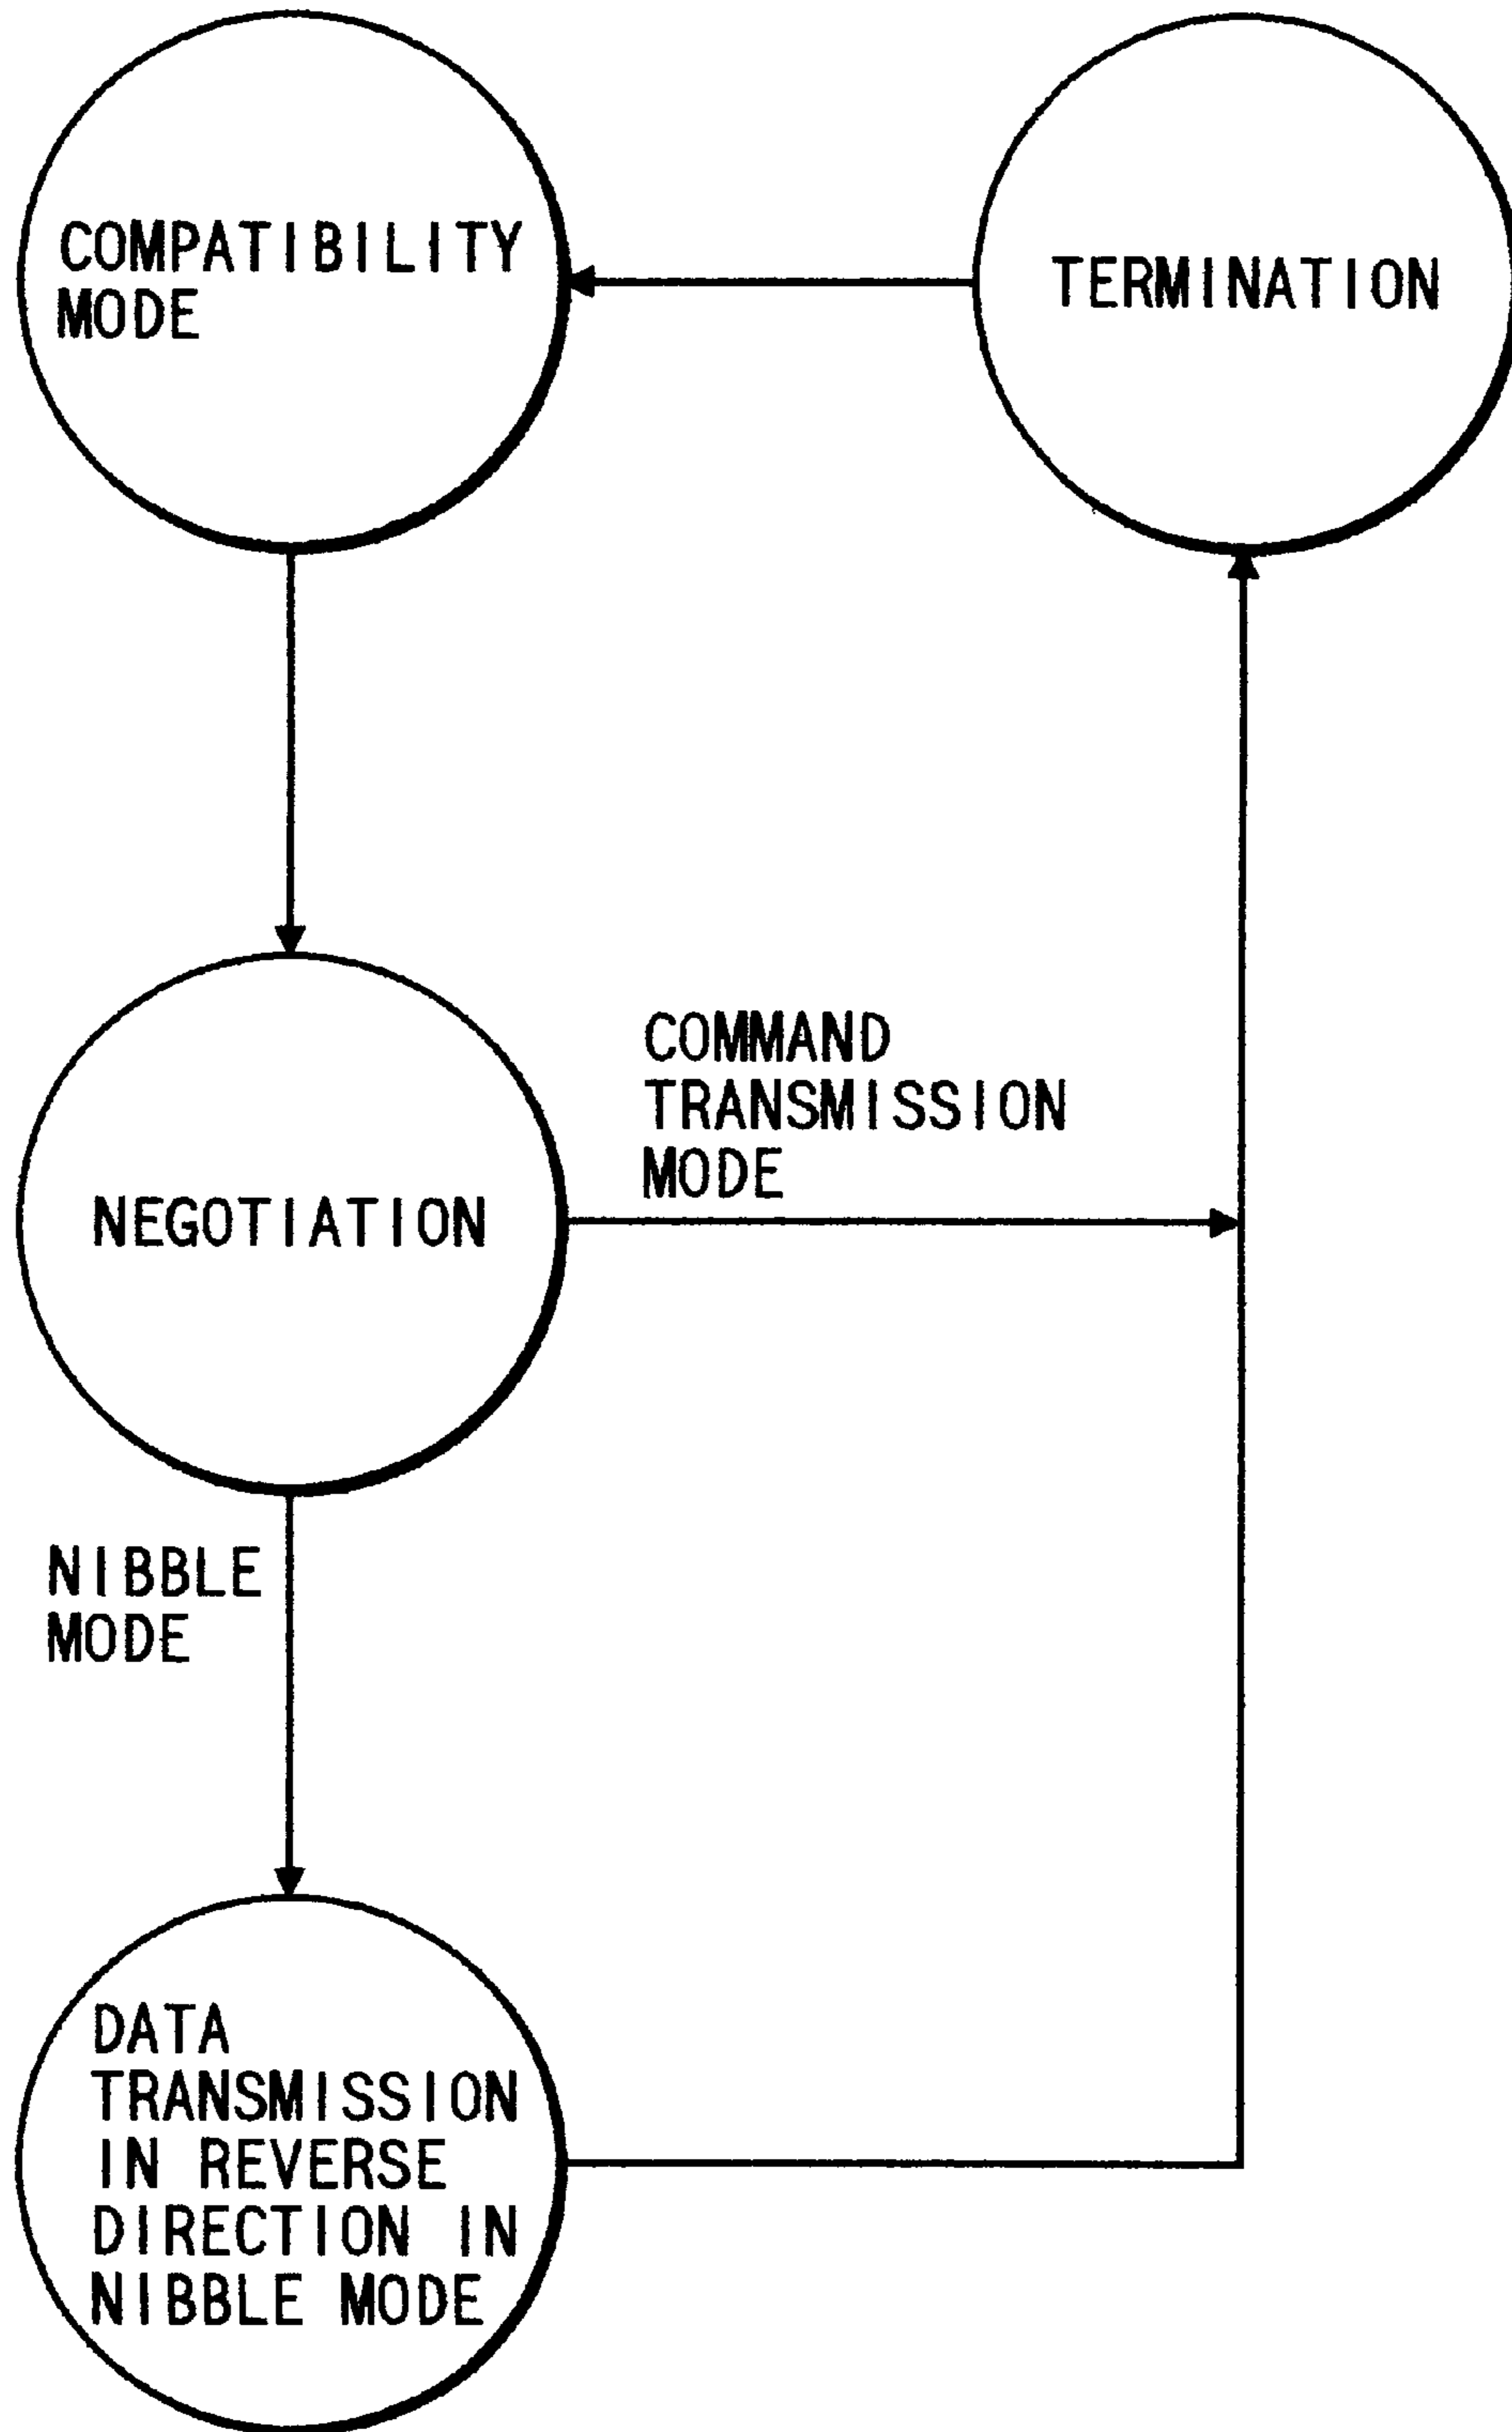 COMPATIBILITY
MODE
TERMINATION
COMMAND
TRANSMISSION
MODE
NEGOTIATION
NIBBLE
MODE
DATA
TRANSMISSION
IN REVERSE
DIRECTION IN
NIBBLE MODE